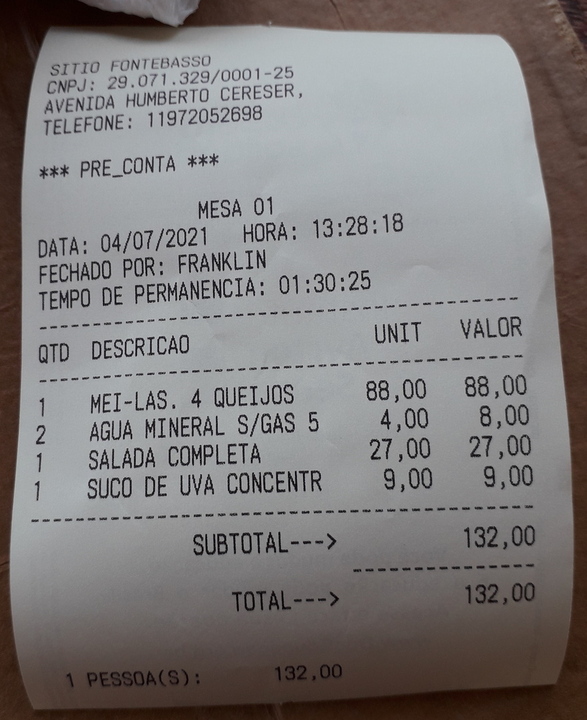 SITIO FONTEBASSO
CNPJ: 29.071.329/0001-25
AVENIDA HUMBERTO CERESER,
TELEFONE: 11972052698
*** PRE_CONTA ***
MESA 01
DATA: 04/07/2021 HORA: 13:28:18
FECHADO POR: FRANKLIN
TEMPO DE PERMANENCIA: 01:30:25
QTD DESCRICAO UNIT VALOR
1 MEI-LAS. 4 QUEIJOS 88,00 88,00
2 AGUA MINERAL S/GAS 5 4,00 8,00
1 SALADA COMPLETA 27,00 27,00
1 SUCO DE UVA CONCENTR 9,00 9,00
SUBTOTAL---> 132,00
TOTAL---> 132,00
1 PESSOA(S): 132,00